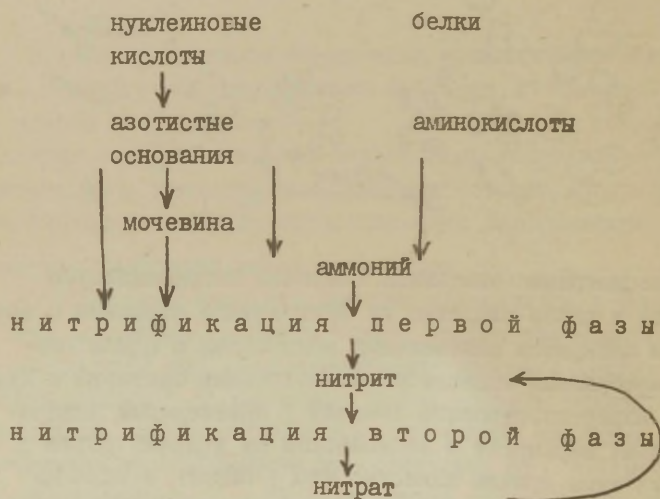 нуклеиновые белки
кислоты
азотистые аминокислоты
основания
мочевина
аммоний
нитрификация первой фазы
нитрит
нитрификация второй фазы
нитрат